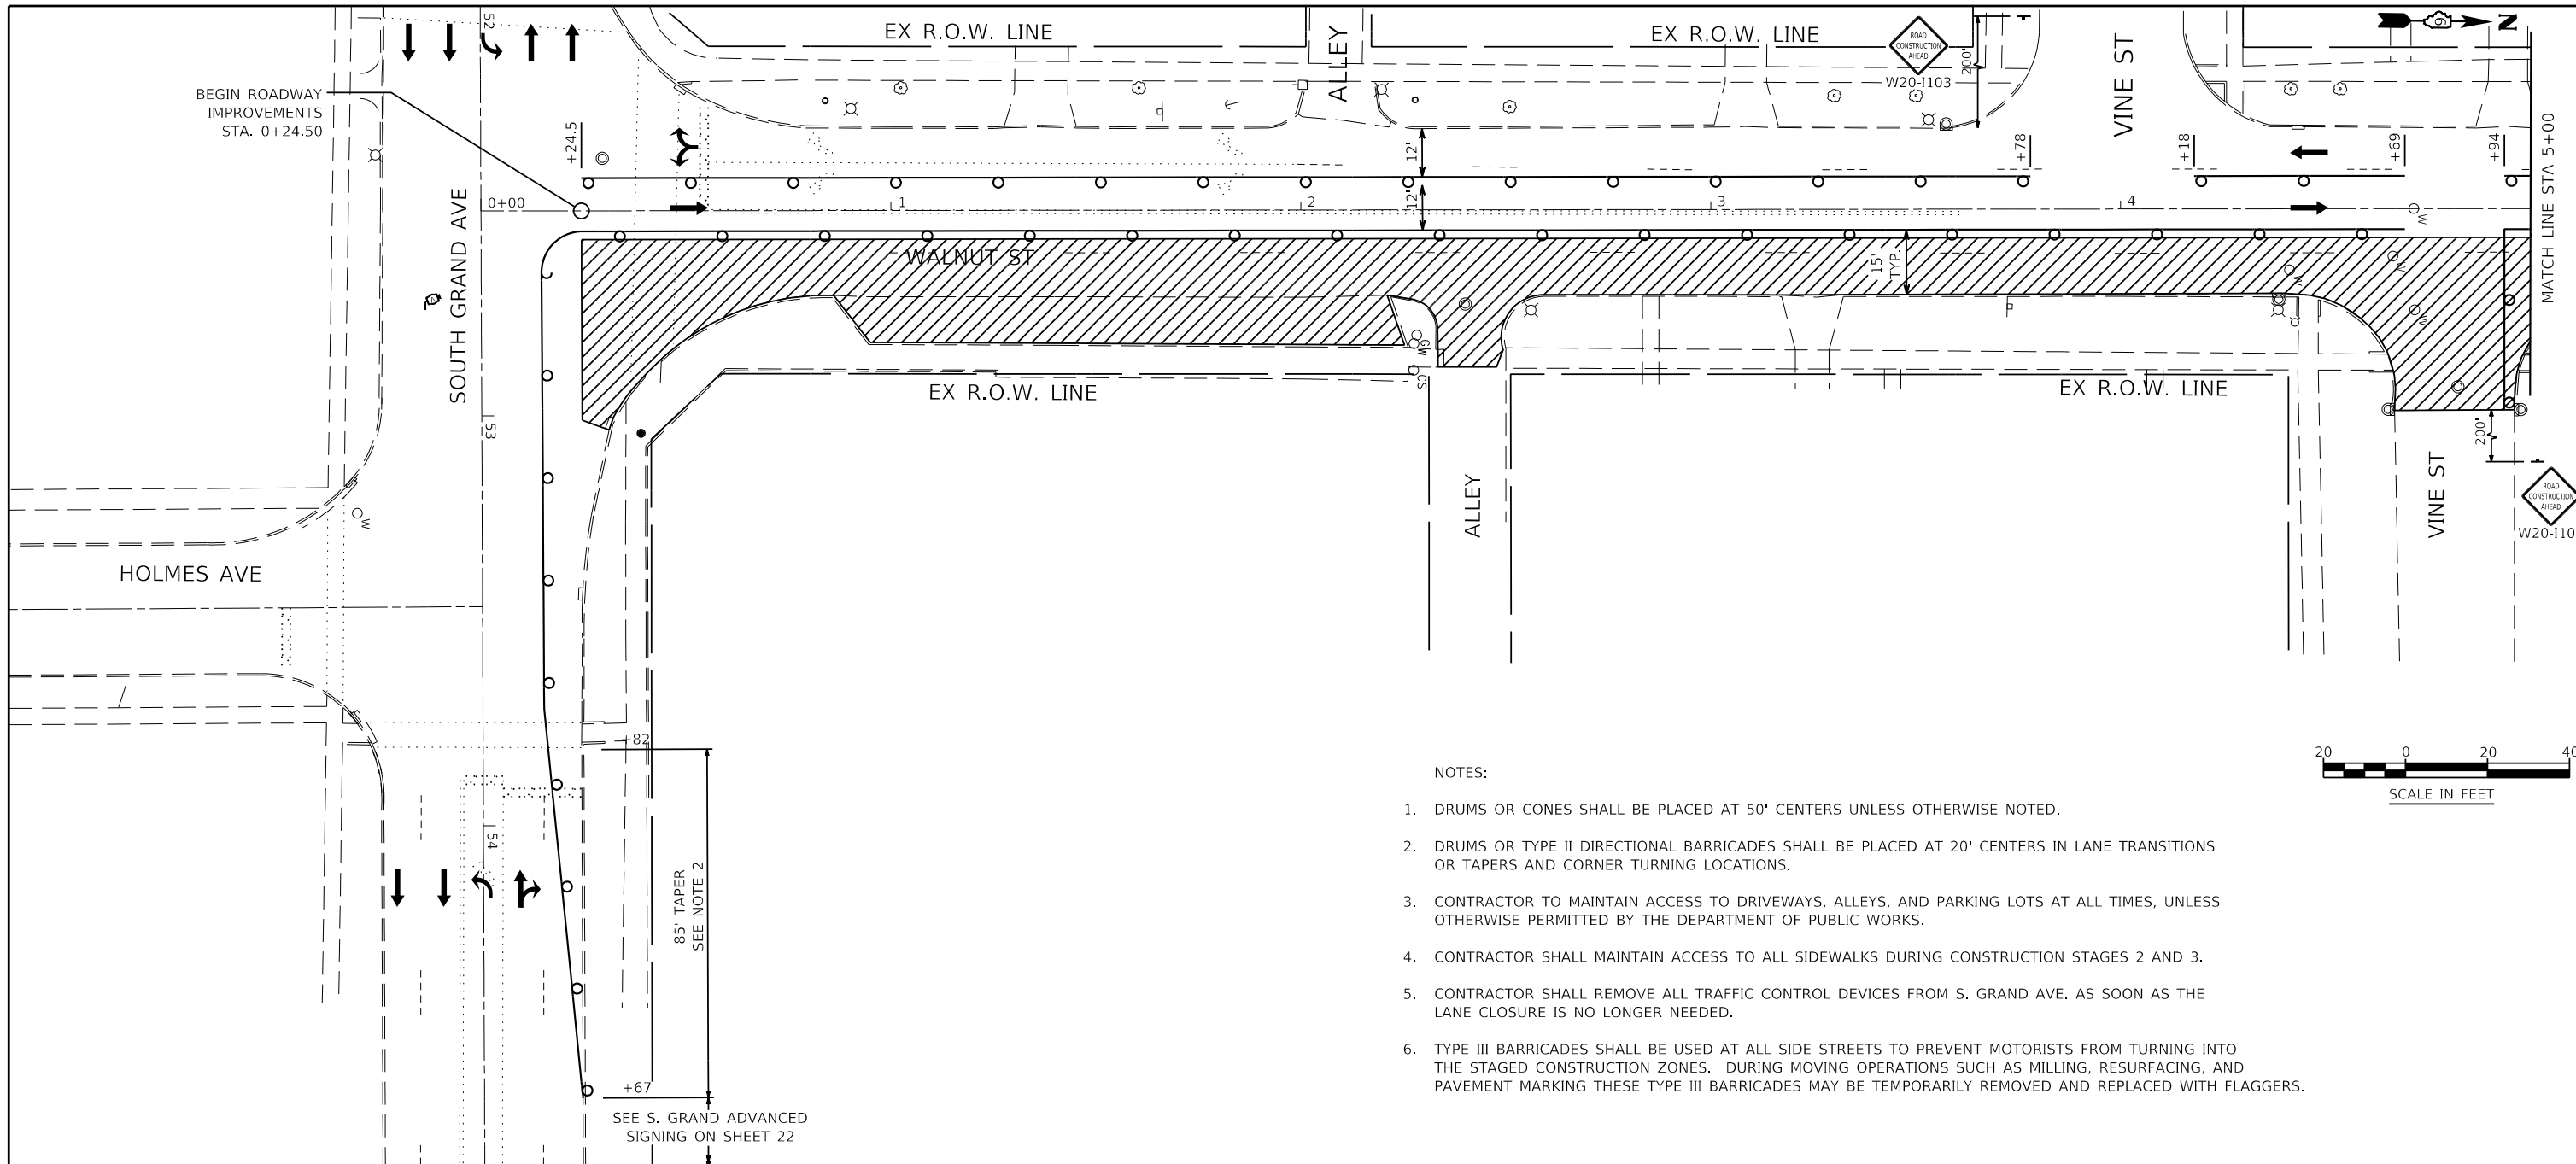 52
EX R.O.W. LINE
ALLEY
EX R.O.W. LINE
ROAD
CONSTRUCTION
AHEAD
W20-I103
200'
VINE ST
N
BEGIN ROADWAY
IMPROVEMENTS
STA. 0+24.50
+24.5
12'
12'
+78
+18
+69
+94
MATCH LINE STA 5+00
SOUTH GRAND AVE
0+00
1
2
3
4
W
WALNUT ST
15'
TYP.
W
W
W
GW
GS
EX R.O.W. LINE
EX R.O.W. LINE
53
W
ALLEY
VINE ST
200'
ROAD
CONSTRUCTION
AHEAD
W20-I10
HOLMES AVE
+82
54
85' TAPER
SEE NOTE 2
+67
SEE S. GRAND ADVANCED
SIGNING ON SHEET 22
20 0 20 40
SCALE IN FEET
NOTES:
1. DRUMS OR CONES SHALL BE PLACED AT 50' CENTERS UNLESS OTHERWISE NOTED.
2. DRUMS OR TYPE II DIRECTIONAL BARRICADES SHALL BE PLACED AT 20' CENTERS IN LANE TRANSITIONS
OR TAPERS AND CORNER TURNING LOCATIONS.
3. CONTRACTOR TO MAINTAIN ACCESS TO DRIVEWAYS, ALLEYS, AND PARKING LOTS AT ALL TIMES, UNLESS
OTHERWISE PERMITTED BY THE DEPARTMENT OF PUBLIC WORKS.
4. CONTRACTOR SHALL MAINTAIN ACCESS TO ALL SIDEWALKS DURING CONSTRUCTION STAGES 2 AND 3.
5. CONTRACTOR SHALL REMOVE ALL TRAFFIC CONTROL DEVICES FROM S. GRAND AVE. AS SOON AS THE
LANE CLOSURE IS NO LONGER NEEDED.
6. TYPE III BARRICADES SHALL BE USED AT ALL SIDE STREETS TO PREVENT MOTORISTS FROM TURNING INTO
THE STAGED CONSTRUCTION ZONES. DURING MOVING OPERATIONS SUCH AS MILLING, RESURFACING, AND
PAVEMENT MARKING THESE TYPE III BARRICADES MAY BE TEMPORARILY REMOVED AND REPLACED WITH FLAGGERS.